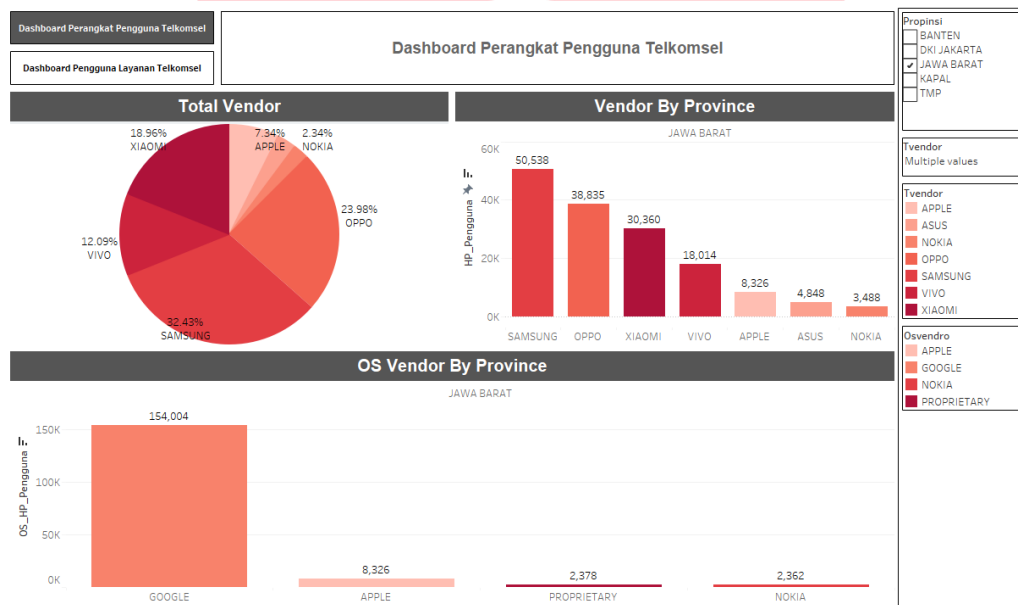 Dashboard Perangkat Pengguna Telkomsel
Dashboard Pengguna Layanan Telkomsel
Dashboard Perangkat Pengguna Telkomsel
Propinsi
BANTEN
DKI JAKARTA
JAWA BARAT
KAPAL
TMP
Total Vendor
18.96%
XIAOMI
7.34%
APPLE
2.34%
NOKIA
23.98%
OPPO
12.09%
VIVO
32.43%
SAMSUNG
Vendor By Province
JAWA BARAT
HP_Pengguna
60K
40K
20K
0K
50,538
38,835
30,360
18,014
8,326
4,848
3,488
SAMSUNG OPPO XIAOMI VIVO APPLE ASUS NOKIA
Tvendor
Multiple values
Tvendor
APPLE
ASUS
NOKIA
OPPO
SAMSUNG
VIVO
XIAOMI
Osvendro
APPLE
GOOGLE
NOKIA
PROPRIETARY
OS Vendor By Province
JAWA BARAT
OS_HP_Pengguna
150K
100K
50K
0K
154,004
8,326
2,378
2,362
GOOGLE APPLE PROPRIETARY NOKIA